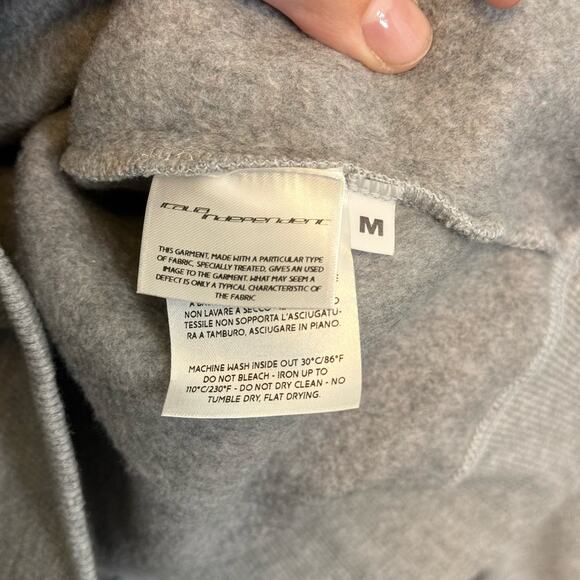 italia independent
M
THIS GARMENT, MADE WITH A PARTICULAR TYPE
OF FABRIC, SPECIALLY TREATED, GIVES AN USED
IMAGE TO THE GARMENT. WHAT MAY SEEM A
DEFECT IS ONLY A TYPICAL CHARACTERISTIC OF
THE FABRIC
NON LAVARE A SECCO
TESSILE NON SOPPORTA L'ASCIUGATU-
RA A TAMBURO, ASCIUGARE IN PIANO.
MACHINE WASH INSIDE OUT 30°C/86°F
DO NOT BLEACH - IRON UP TO
110°C/230°F - DO NOT DRY CLEAN - NO
TUMBLE DRY, FLAT DRYING.